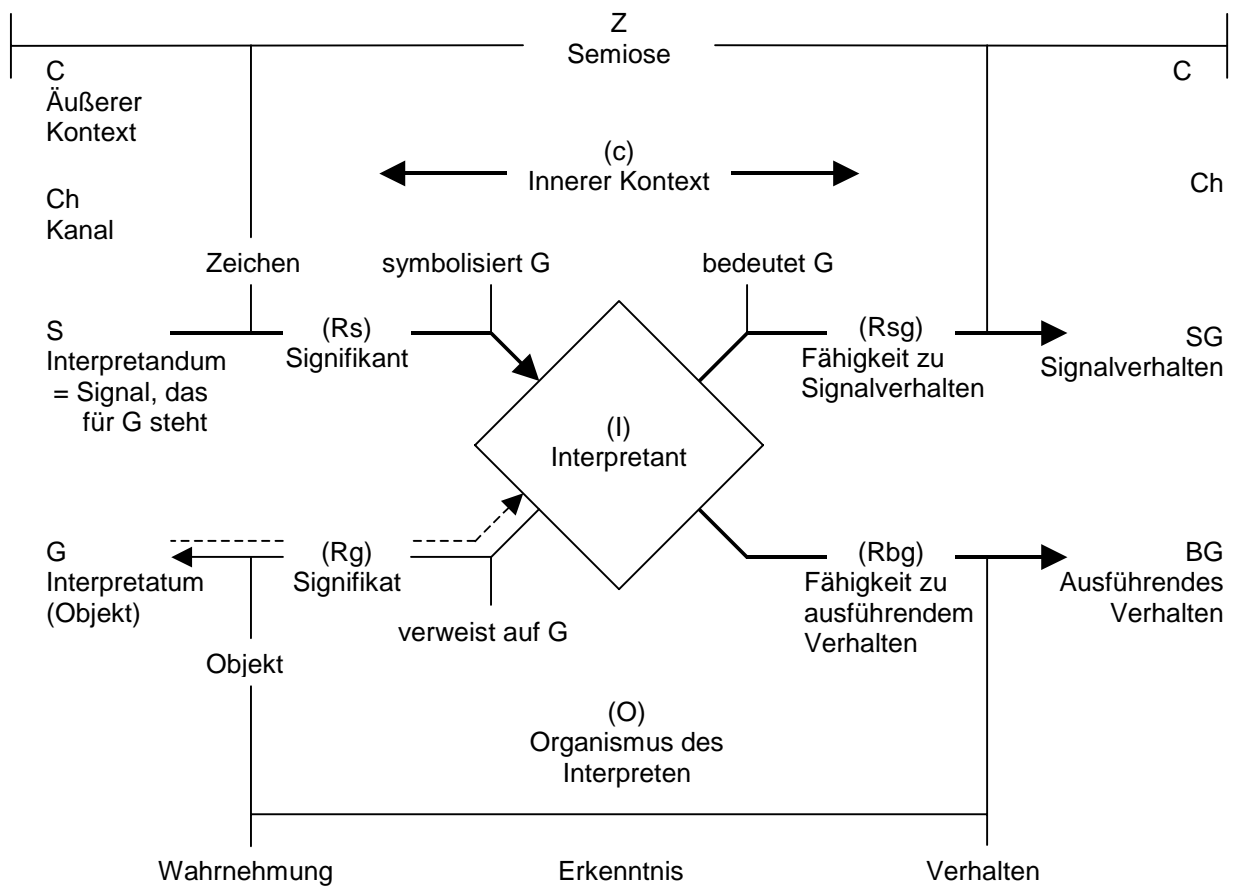 Z
Semiose
C
Äußerer
Kontext
C
(c)
Innerer Kontext
Ch
Kanal
Ch
Zeichen
symbolisiert G
bedeutet G
S
Interpretandum
= Signal, das
für G steht
(Rs)
Signifikant
(Rsg)
Fähigkeit zu
Signalverhalten
SG
Signalverhalten
(I)
Interpretant
G
Interpretatum
(Objekt)
(Rg)
Signifikat
(Rbg)
Fähigkeit zu
ausführendem
Verhalten
BG
Ausführendes
Verhalten
verweist auf G
Objekt
(O)
Organismus des
Interpreten
Wahrnehmung
Erkenntnis
Verhalten